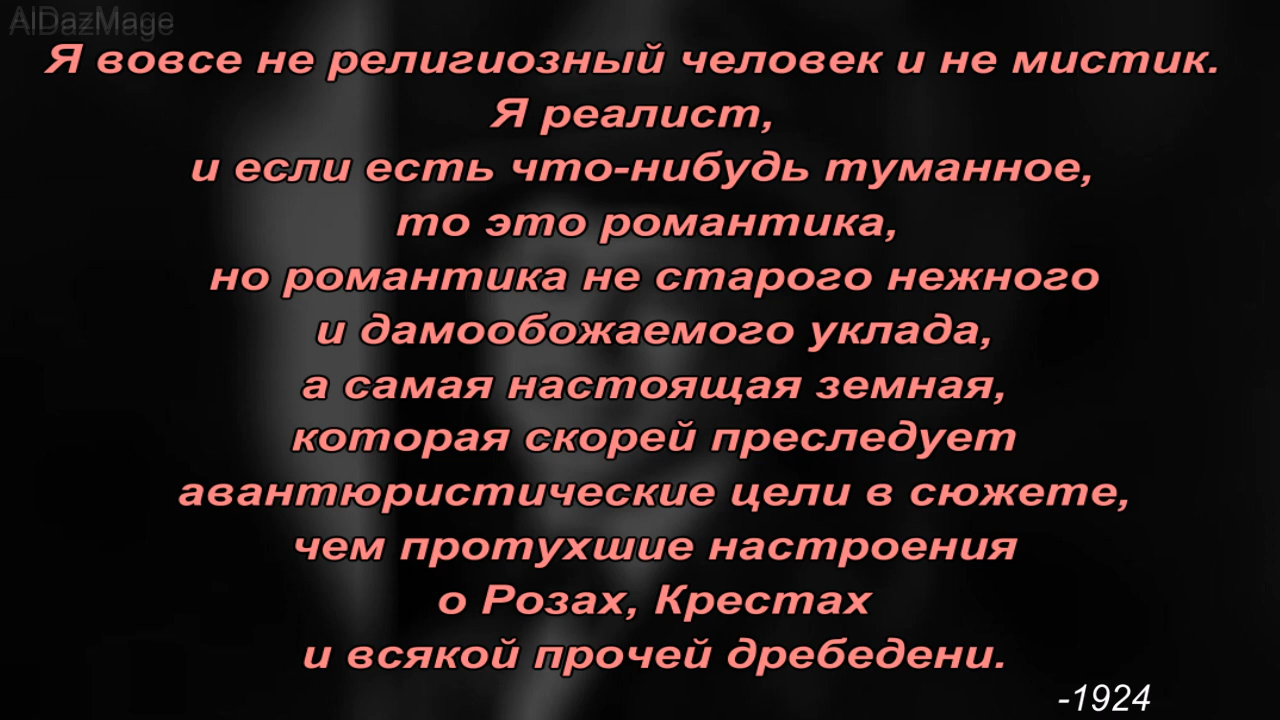 AlDazMage
Я вовсе не религиозный человек и не мистик.
Я реалист,
и если есть что-нибудь туманное,
то это романтика,
но романтика не старого нежного
и дамообожаемого уклада,
а самая настоящая земная,
которая скорей преследует
авантюристические цели в сюжете,
чем протухшие настроения
о Розах, Крестах
и всякой прочей дребедени.
-1924